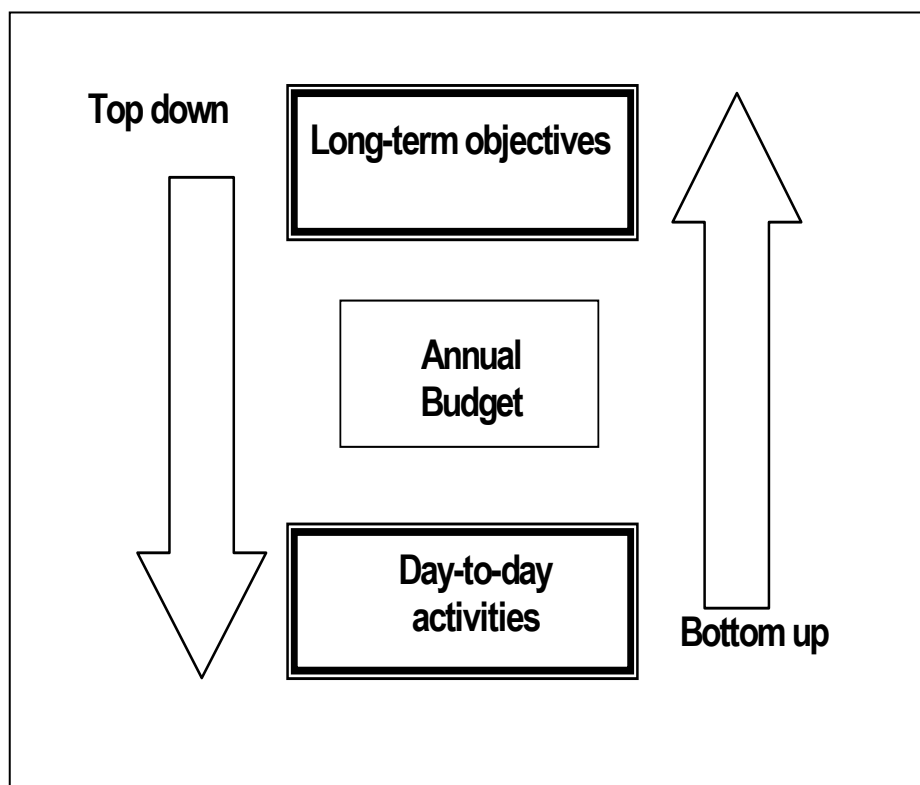 Top down
Long-term objectives
Annual
Budget
Day-to-day
activities
Bottom up